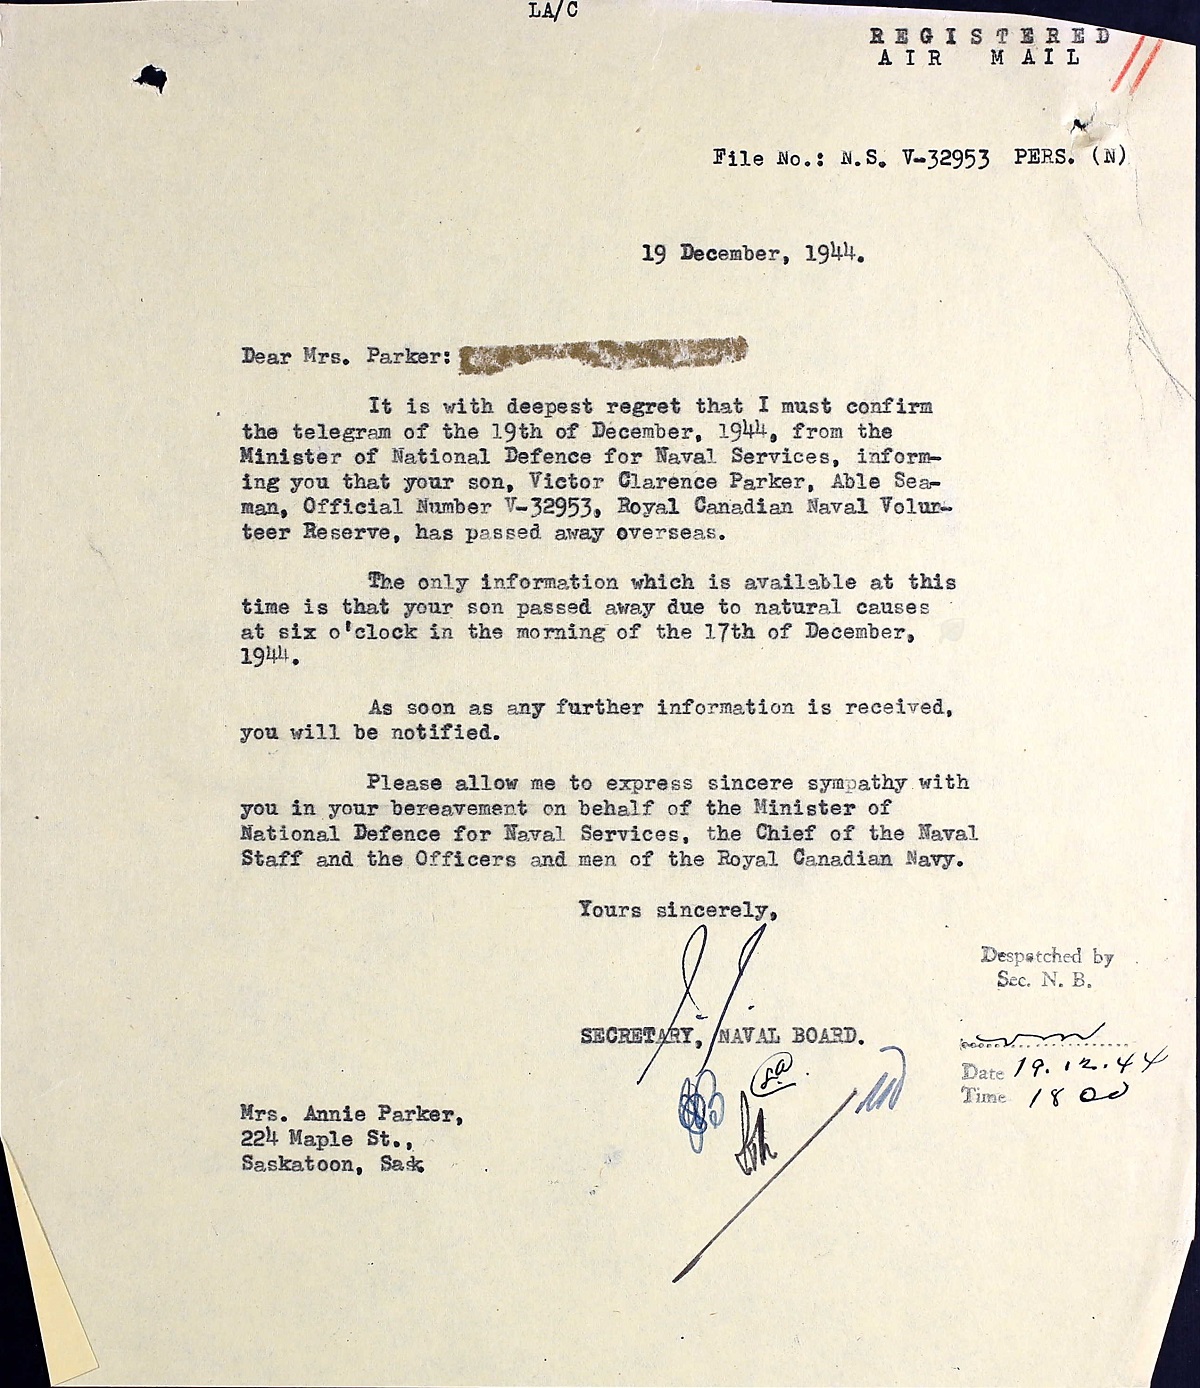 LA/C
REGISTERED
AIR MAIL
File No.: N.S. V-32953 PERS. (N)
19 December, 1944.
Dear Mrs. Parker:
It is with deepest regret that I must confirm
the telegram of the 19th of December, 1944, from the
Minister of National Defence for Naval Services, inform-
ing you that your son, Victor Clarence Parker, Able Sea-
man, Official Number V-32953, Royal Canadian Naval Volun-
teer Reserve, has passed away overseas.
The only information which is available at this
time is that your son passed away due to natural causes
at six o'clock in the morning of the 17th of December,
1944.
As soon as any further information is received,
you will be notified.
Please allow me to express sincere sympathy with
you in your bereavement on behalf of the Minister of
National Defence for Naval Services, the Chief of the Naval
Staff and the Officers and men of the Royal Canadian Navy.
Yours sincerely,
SECRETARY, NAVAL BOARD.
Despatched by
Sec. N. B.
Date 19.12.44
Time 1800
Mrs. Annie Parker,
224 Maple St.,
Saskatoon, Sask